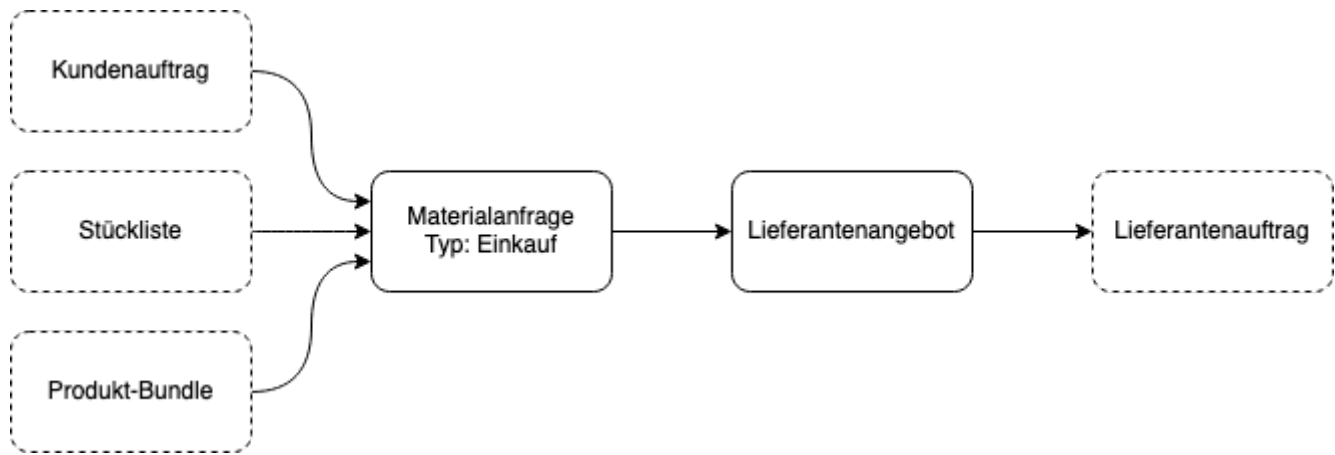 Kundenauftrag
Stückliste
Produkt-Bundle
Materialanfrage
Typ: Einkauf
Lieferantenangebot
Lieferantenauftrag